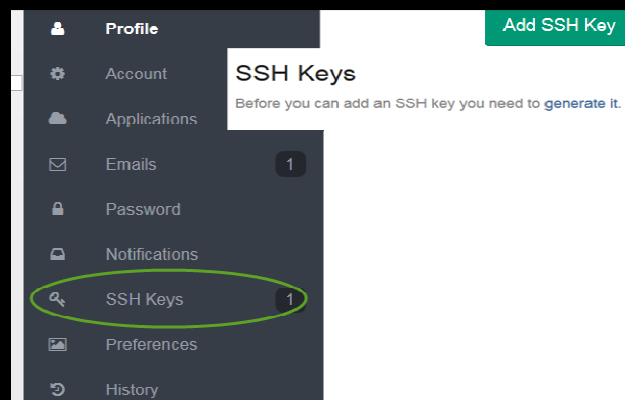 Profile
Add SSH Key
Account
SSH Keys
Before you can add an SSH key you need to generate it.
Applications
Emails 1
Password
Notifications
SSH Keys 1
Preferences
History